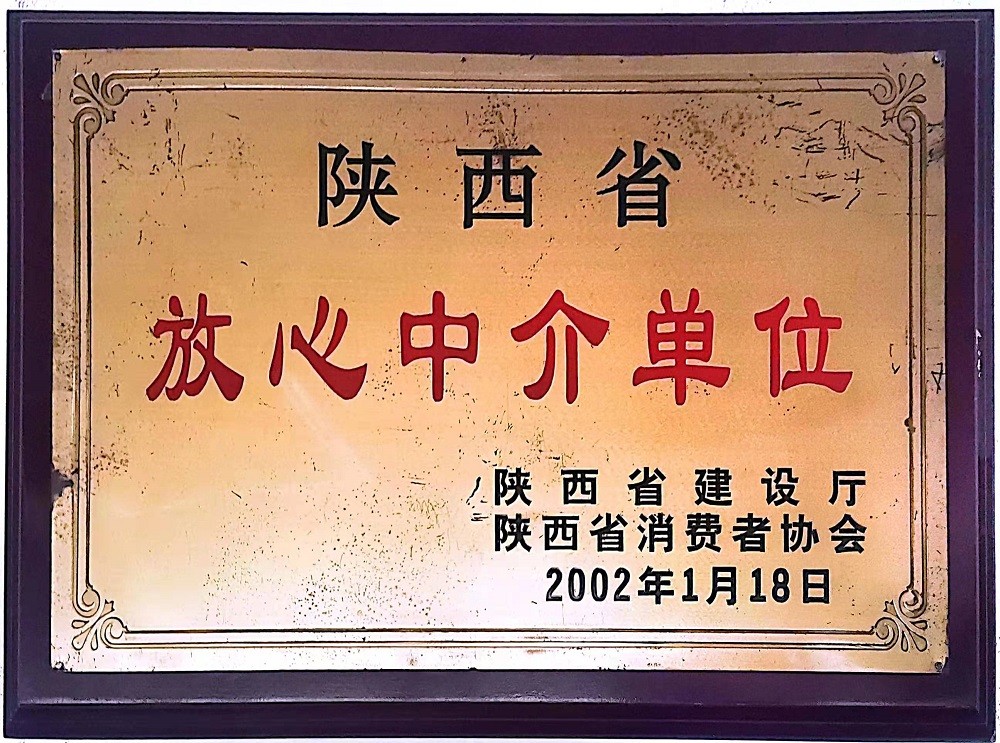 陕西省
放心中介单位
陕西省建设厅
陕西省消费者协会
2002年1月18日